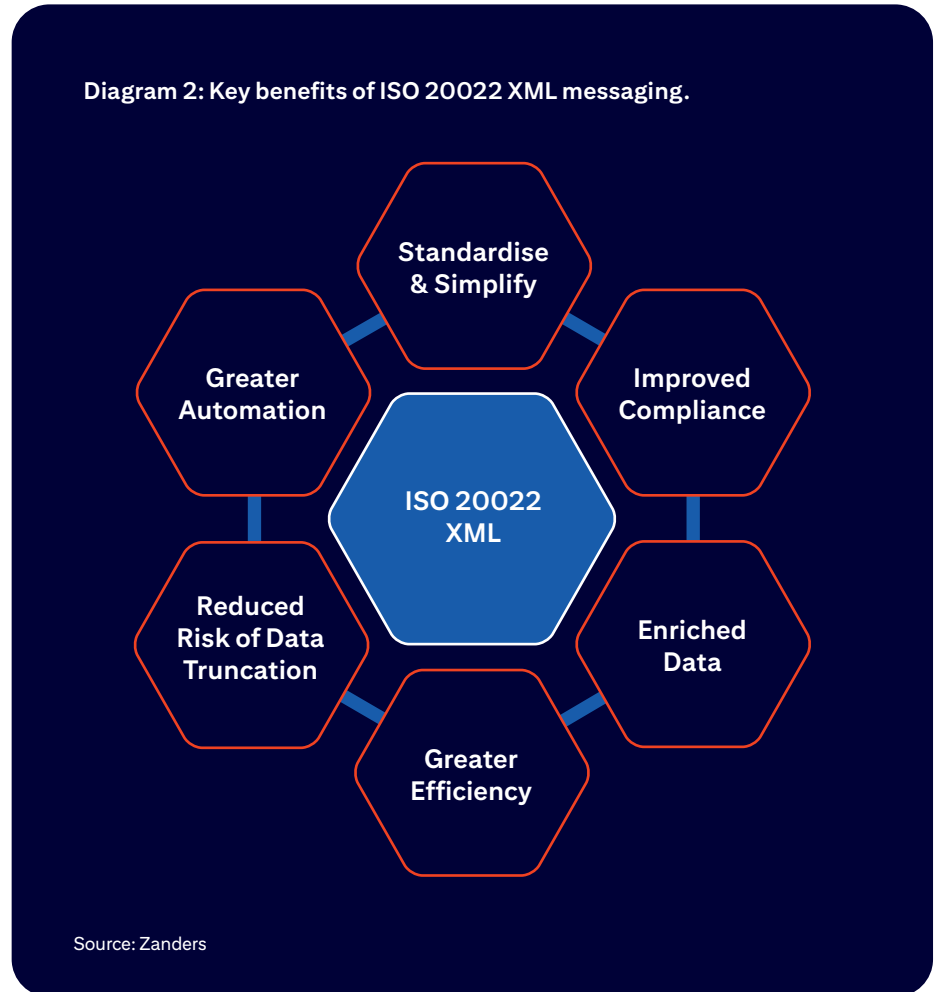 Diagram 2: Key benefits of ISO 20022 XML messaging.
Standardise
& Simplify
Greater
Automation
Improved
Compliance
ISO 20022
XML
Reduced
Risk of Data
Truncation
Enriched
Data
Greater
Efficiency
Source: Zanders